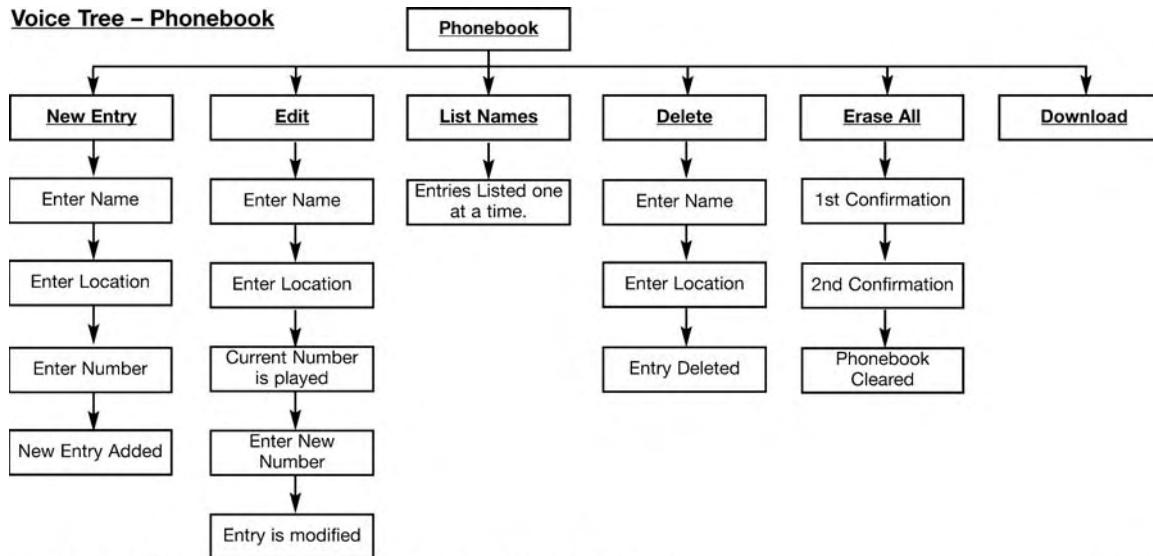 Voice Tree – Phonebook
Phonebook
New Entry
Edit
List Names
Delete
Erase All
Download
Enter Name
Enter Name
Entries Listed one
at a time.
Enter Name
1st Confirmation
Enter Location
Enter Location
Enter Location
2nd Confirmation
Enter Number
Current Number
is played
Entry Deleted
Phonebook
Cleared
New Entry Added
Enter New
Number
Entry is modified